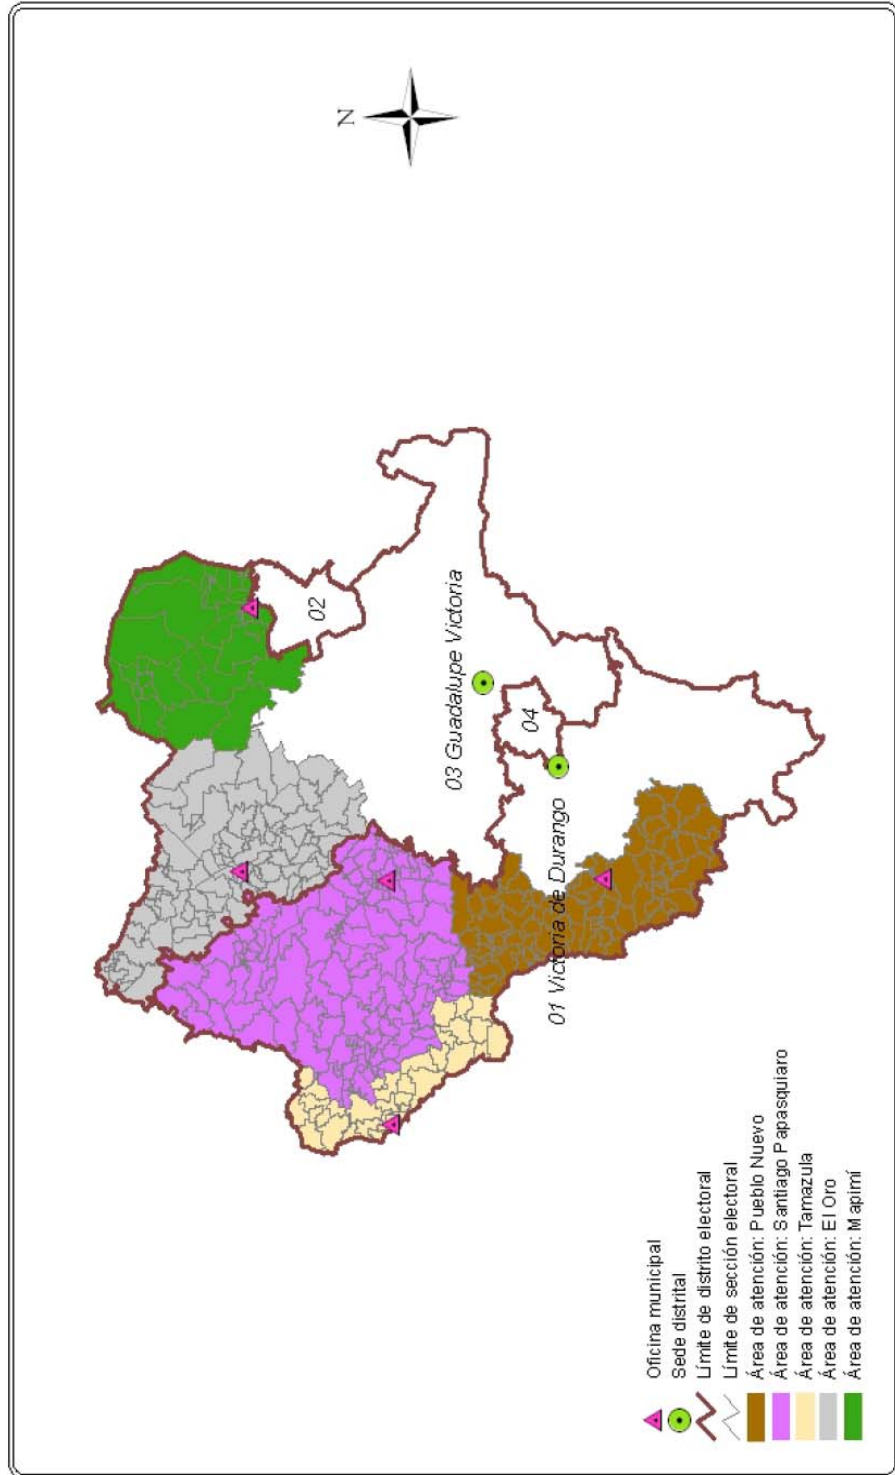 N
02
03 Guadalupe Victoria
04
01 Victoria de Durango
Oficina municipal
Sede distrital
Límite de distrito electoral
Límite de sección electoral
Área de atención: Pueblo Nuevo
Área de atención: Santiago Papasquiaro
Área de atención: Tamazula
Área de atención: El Oro
Área de atención: Mapimí